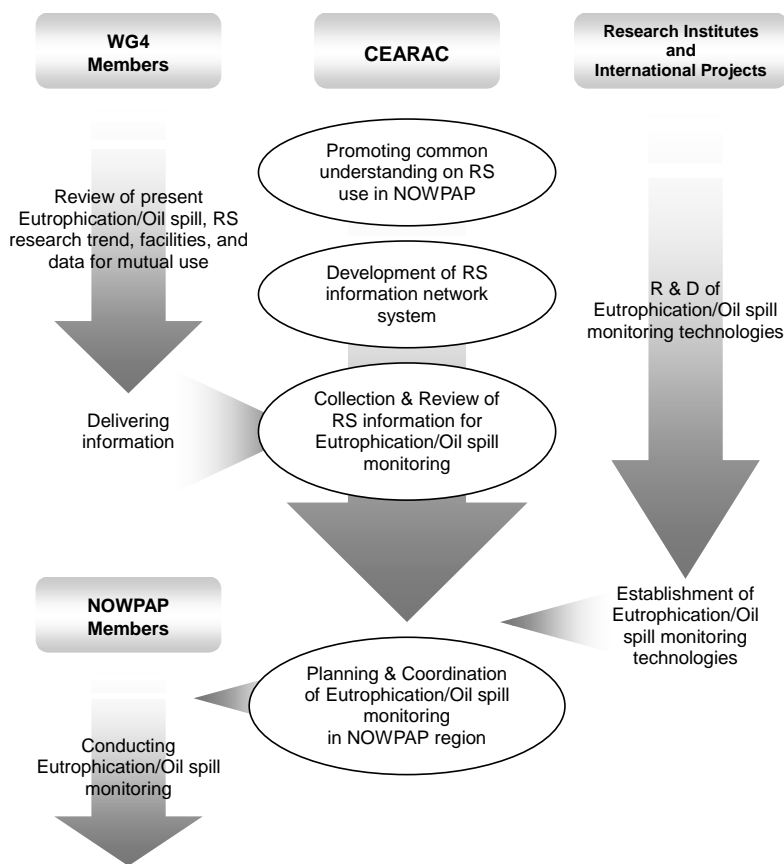 WG4
Members
Review of present
Eutrophication/Oil spill, RS
research trend, facilities, and
data for mutual use
Delivering
information
CEARAC
Promoting common
understanding on RS
use in NOWPAP
Development of RS
information network
system
Collection & Review of
RS information for
Eutrophication/Oil spill
monitoring
Research Institutes
and
International Projects
R & D of
Eutrophication/Oil spill
monitoring technologies
Establishment of
Eutrophication/Oil
spill monitoring
technologies
Planning & Coordination
of Eutrophication/Oil spill
monitoring
in NOWPAP region
NOWPAP
Members
Conducting
Eutrophication/Oil spill
monitoring